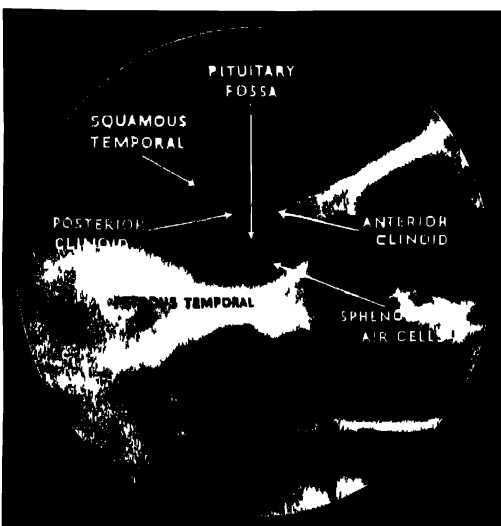 PITUITARY
FOSSA
SQUAMOUS
TEMPORAL
POSTERIOR
CLINOID
ANTERIOR
CLINOID
TEMPORAL
AIR CELLS